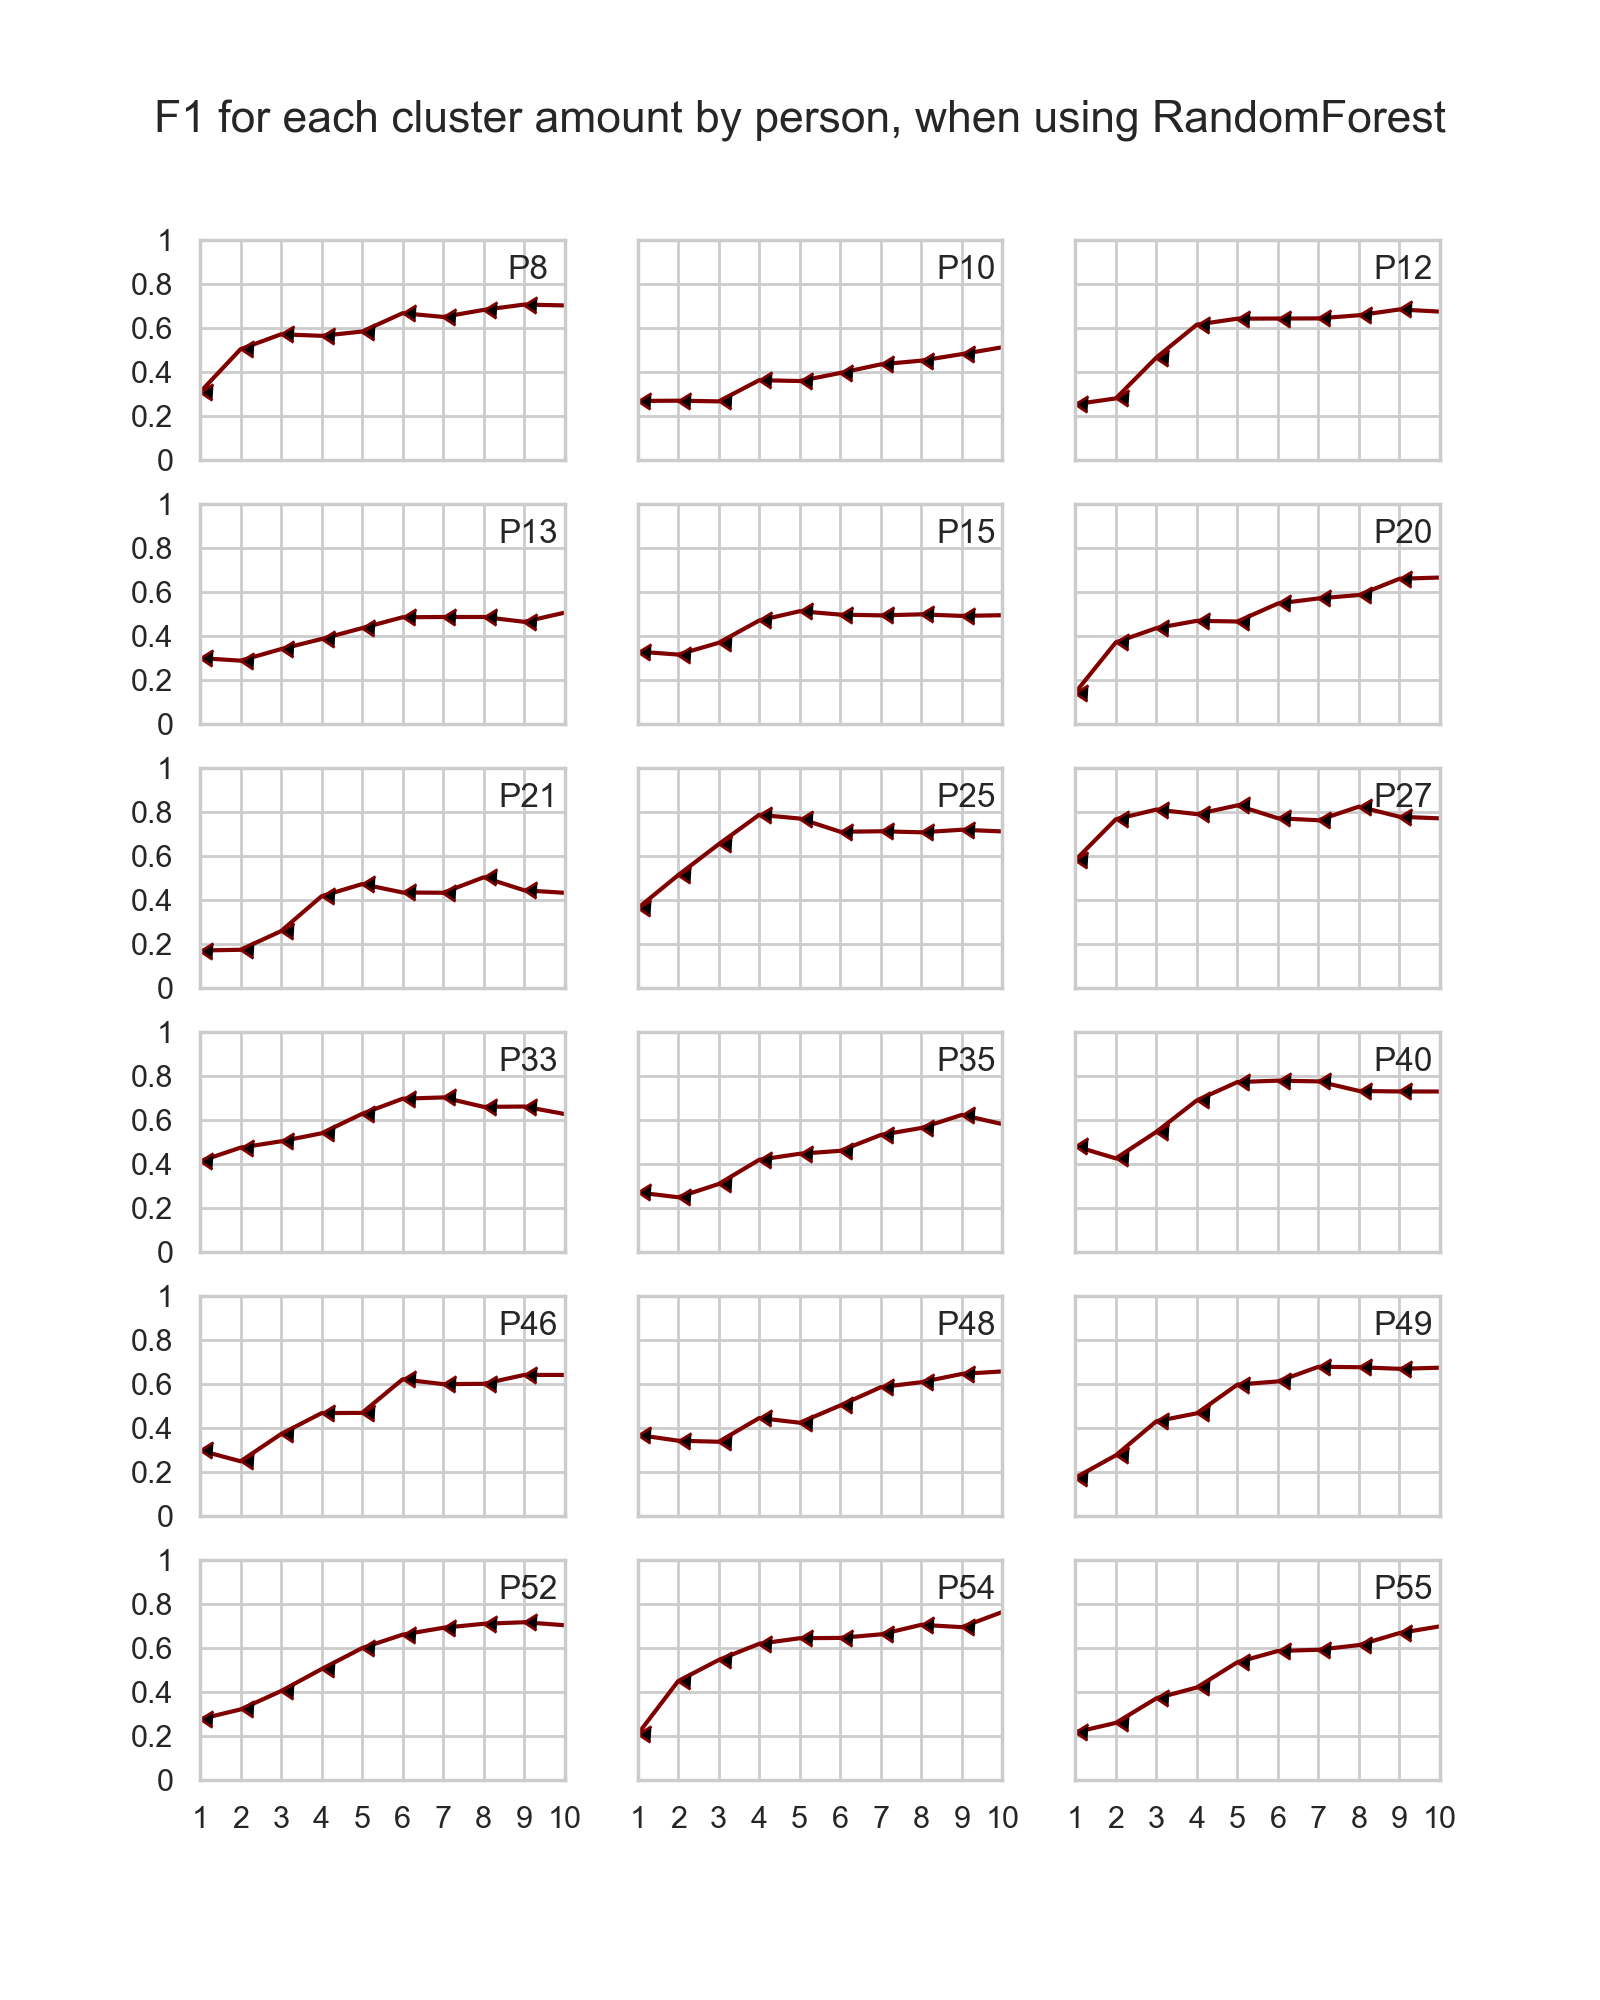 F1 for each cluster amount by person, when using RandomForest
1
0.8
0.6
0.4
0.2
0
P8
P10
P12
1
0.8
0.6
0.4
0.2
0
P13
P15
P20
1
0.8
0.6
0.4
0.2
0
P21
P25
P27
1
0.8
0.6
0.4
0.2
0
P33
P35
P40
1
0.8
0.6
0.4
0.2
0
P46
P48
P49
1
0.8
0.6
0.4
0.2
0
P52
P54
P55
1 2 3 4 5 6 7 8 9 10
1 2 3 4 5 6 7 8 9 10
1 2 3 4 5 6 7 8 9 10